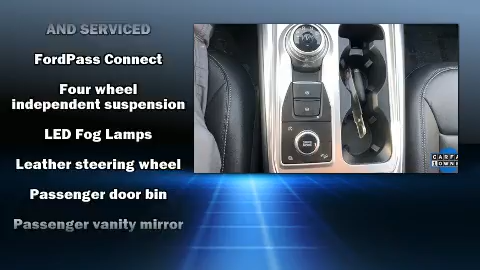 AND SERVICED
FordPass Connect
Four wheel
independent suspension
LED Fog Lamps
Leather steering wheel
Passenger door bin
Passenger vanity mirror